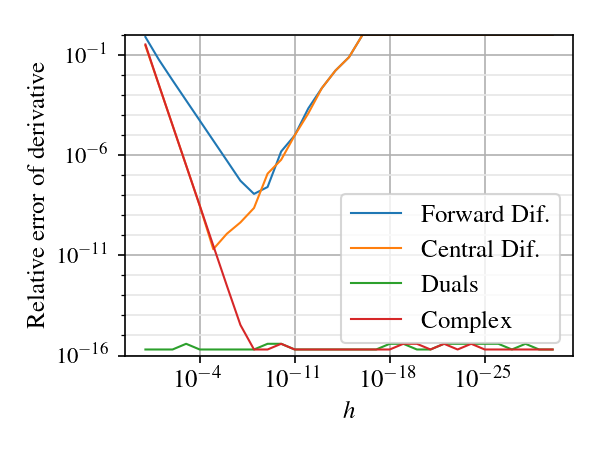 Relative error of derivative
10⁻¹
10⁻⁶
10⁻¹¹
10⁻¹⁶
Forward Dif.
Central Dif.
Duals
Complex
10⁻⁴ 10⁻¹¹ 10⁻¹⁸ 10⁻²⁵
h